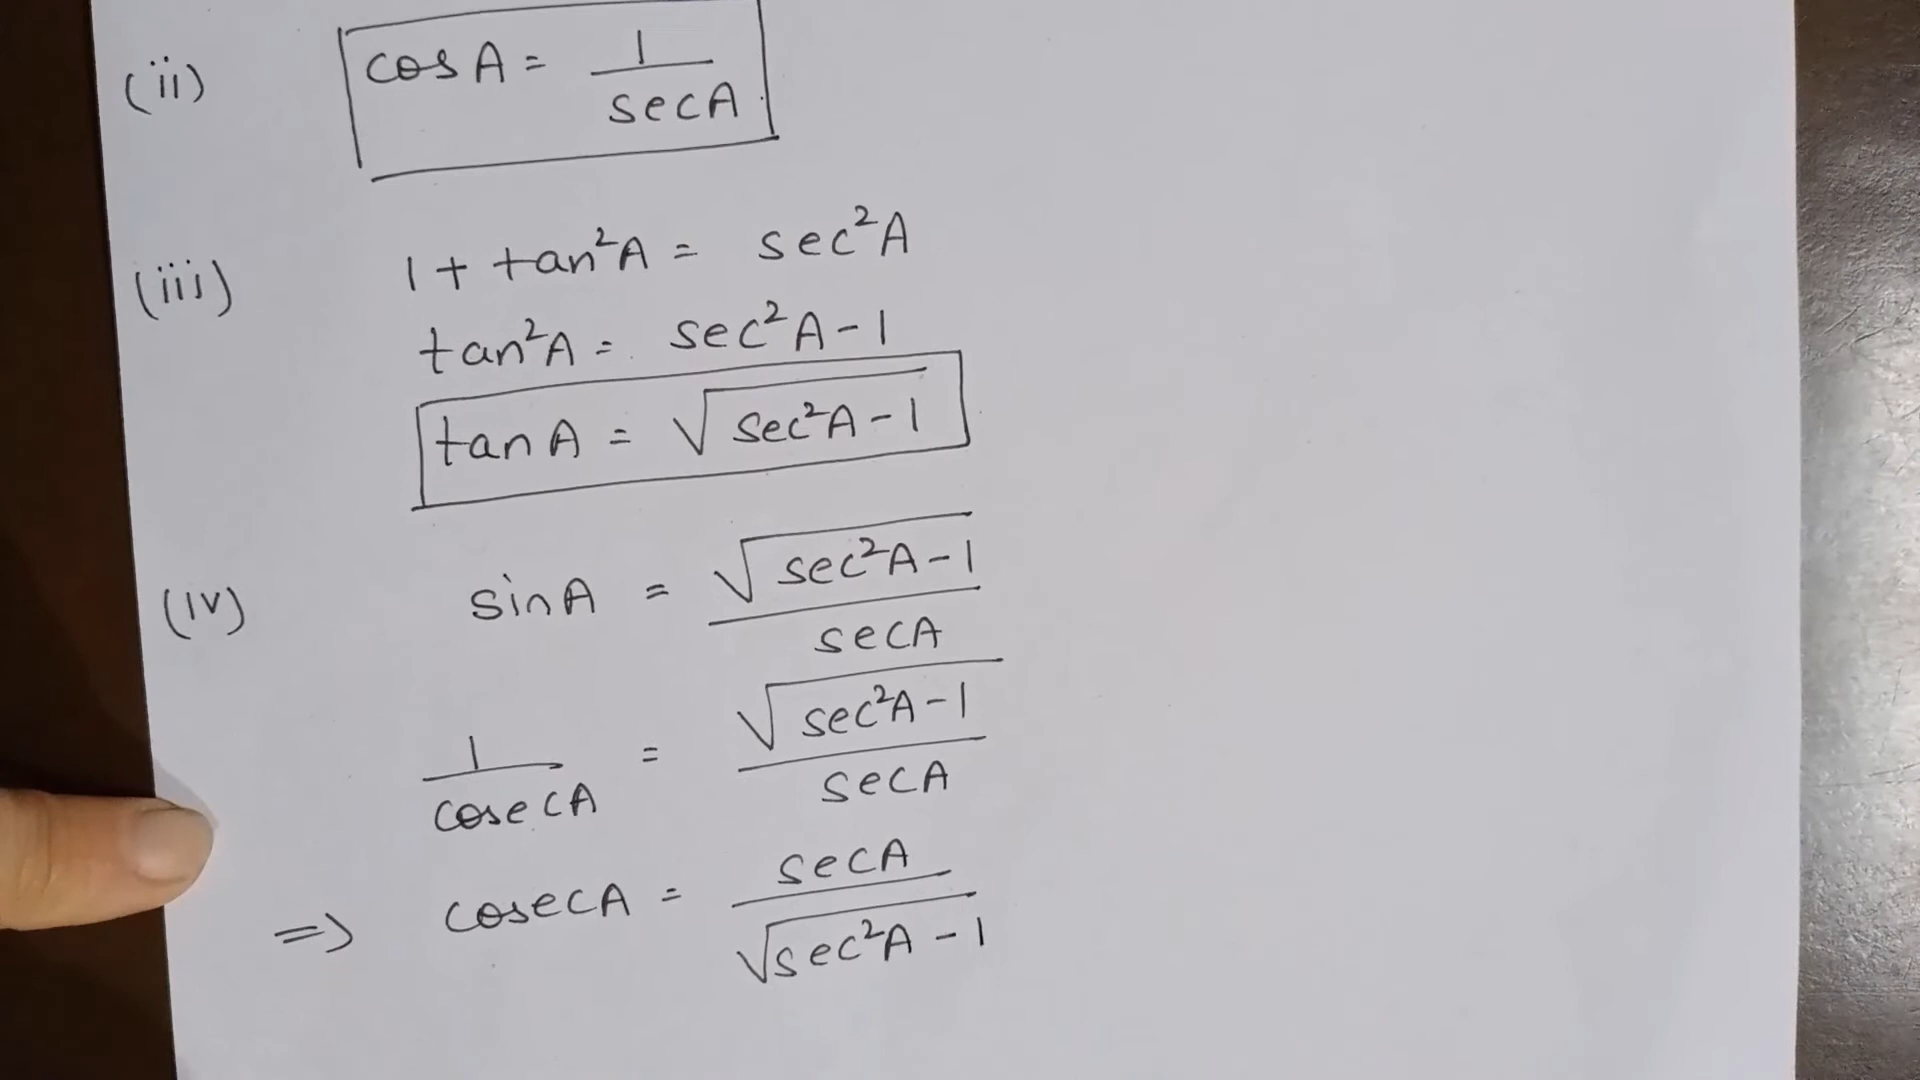 (ii) cos A = 1/sec A
(iii) 1 + tan²A = sec²A
tan²A = sec²A - 1
tan A = √(sec²A - 1)
(iv) sin A = √(sec²A - 1)/sec A
1/cosec A = √(sec²A - 1)/sec A
=> cosec A = sec A/√(sec²A - 1)